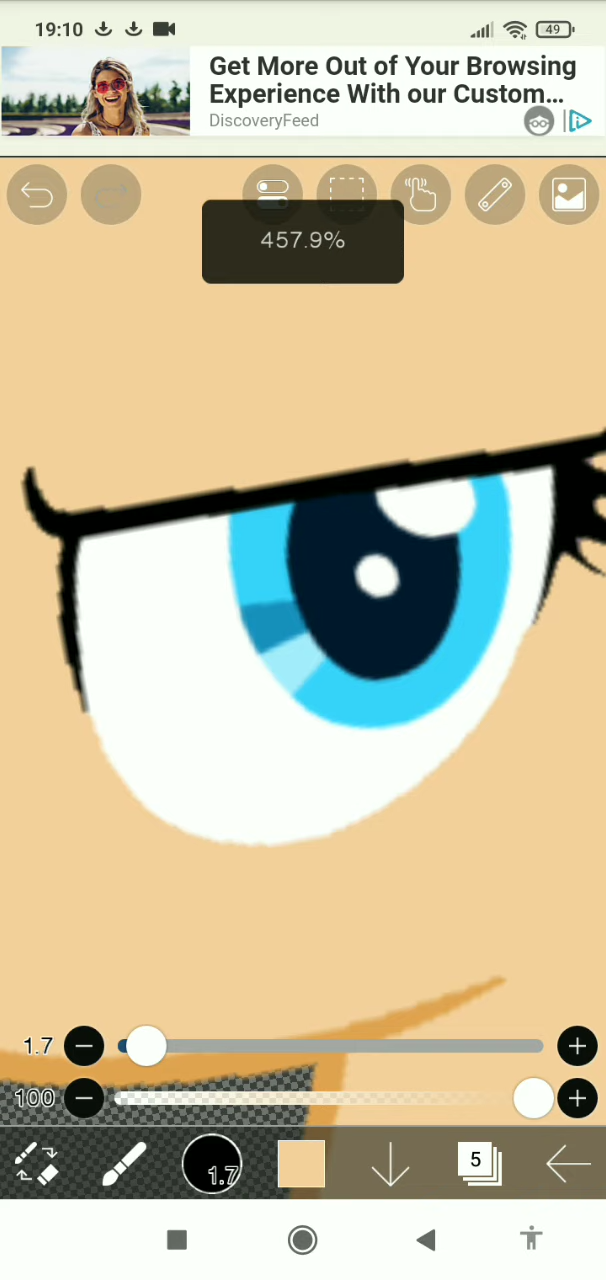 19:10
49
Get More Out of Your Browsing
Experience With our Custom...
DiscoveryFeed
457.9%
1.7
100
1.7
5